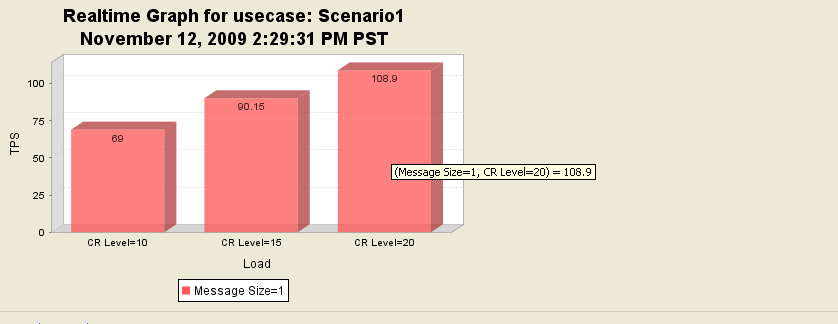 Realtime Graph for usecase: Scenario1
November 12, 2009 2:29:31 PM PST
TPS
100
75
50
25
0
69
90.15
108.9
(Message Size=1, CR Level=20) = 108.9
CR Level=10
CR Level=15
CR Level=20
Load
Message Size=1